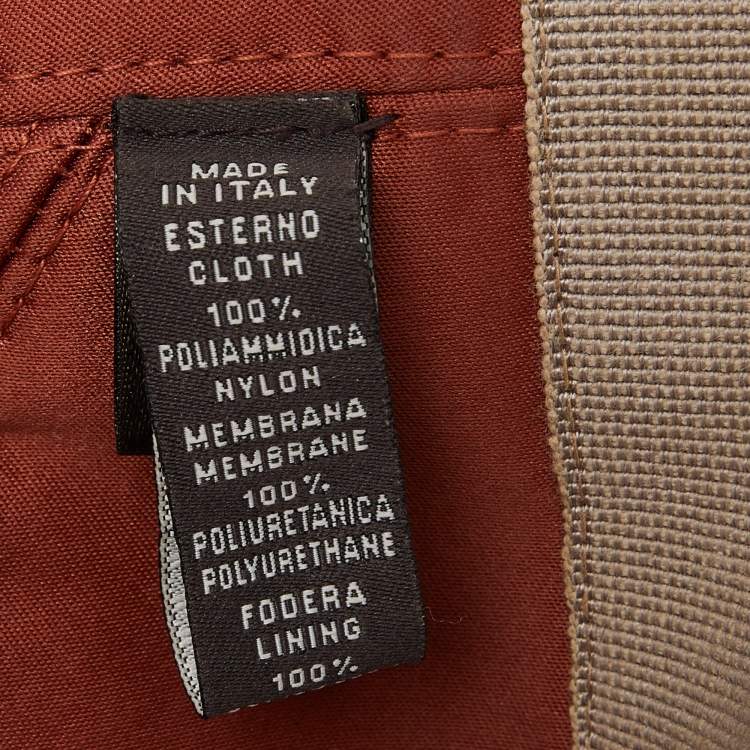 MADE
IN ITALY
ESTERNO
CLOTH
100%
POLIAMMIDICA
NYLON
MEMBRANA
MEMBRANE
100%
POLIURETANICA
POLYURETHANE
FODERA
LINING
100%